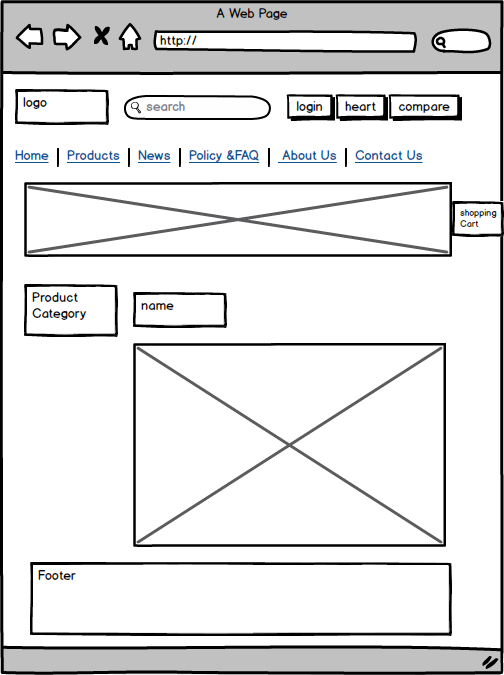 A Web Page
http://
logo
search
login
heart
compare
Home
Products
News
Policy &FAQ
About Us
Contact Us
shopping
Cart
Product
Category
name
Footer